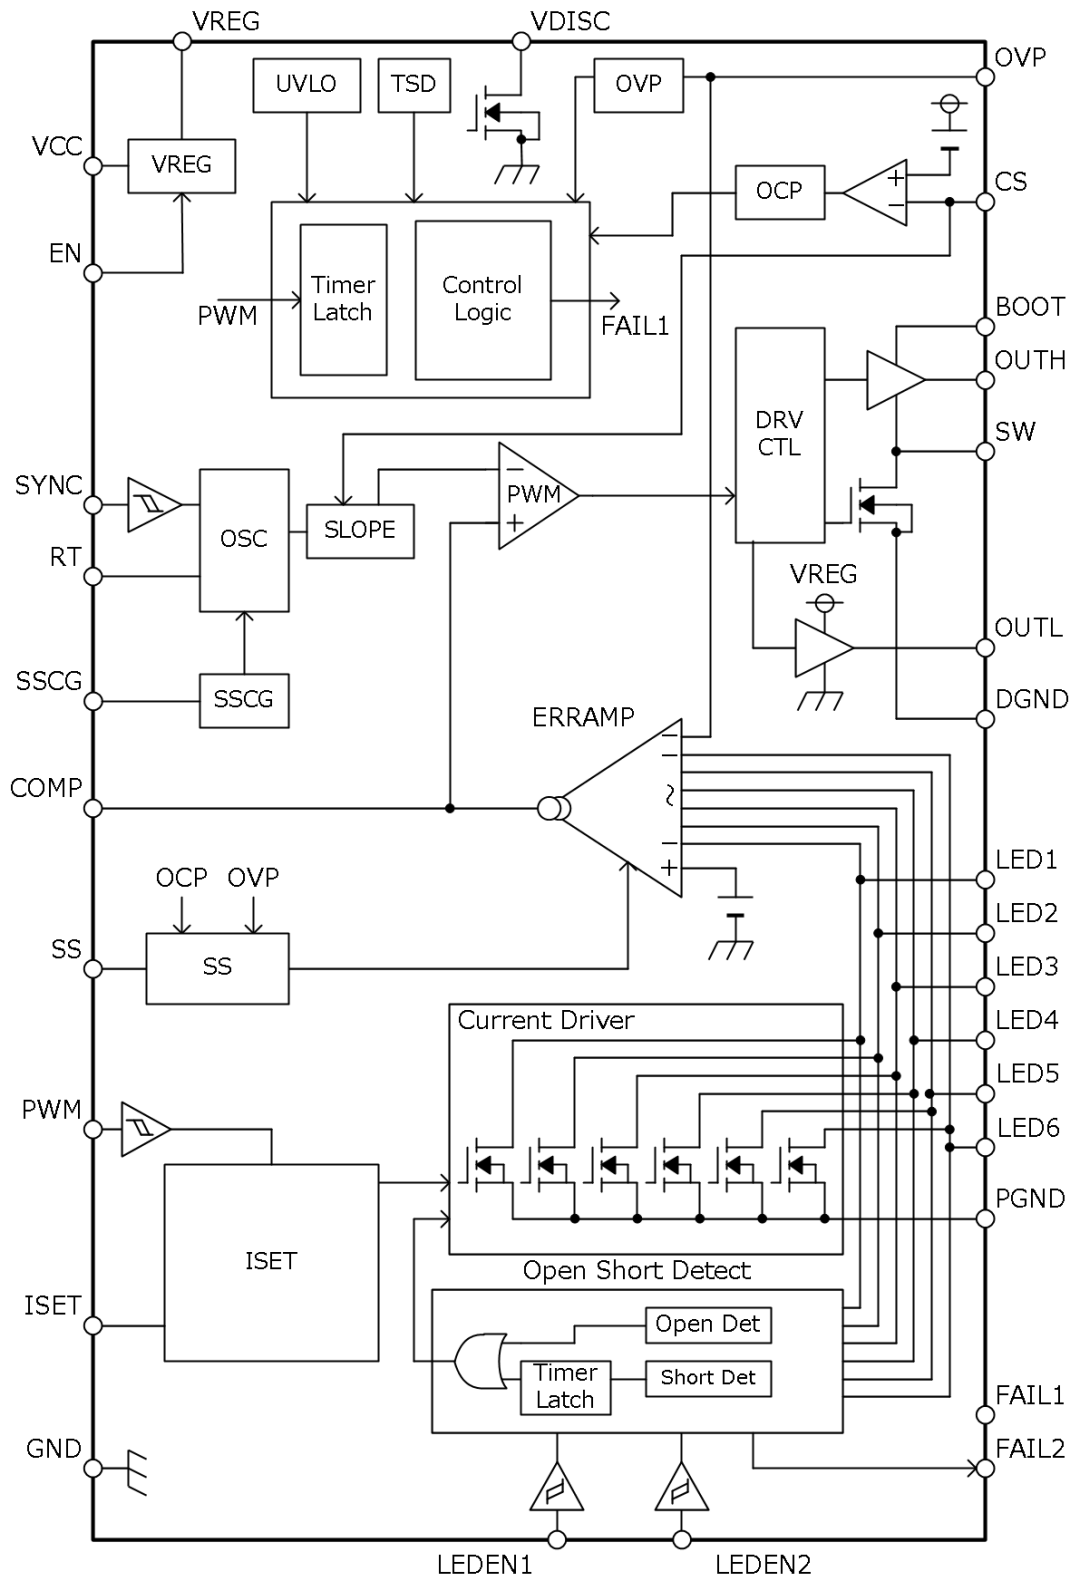 VREG
VDISC
OVP
UVLO
TSD
OVP
VCC
VREG
OCP
+
−
CS
EN
Timer
Latch
Control
Logic
PWM
FAIL1
BOOT
OUTH
DRV
CTL
SW
SYNC
OSC
SLOPE
−
PWM
+
RT
VREG
OUTL
SSCG
SSCG
DGND
ERRAMP
−
−
~
−
+
COMP
LED1
OCP
OVP
LED2
SS
SS
LED3
Current Driver
LED4
LED5
PWM
LED6
PGND
ISET
Open Short Detect
ISET
Open Det
Timer
Latch
Short Det
FAIL1
GND
FAIL2
LEDEN1
LEDEN2